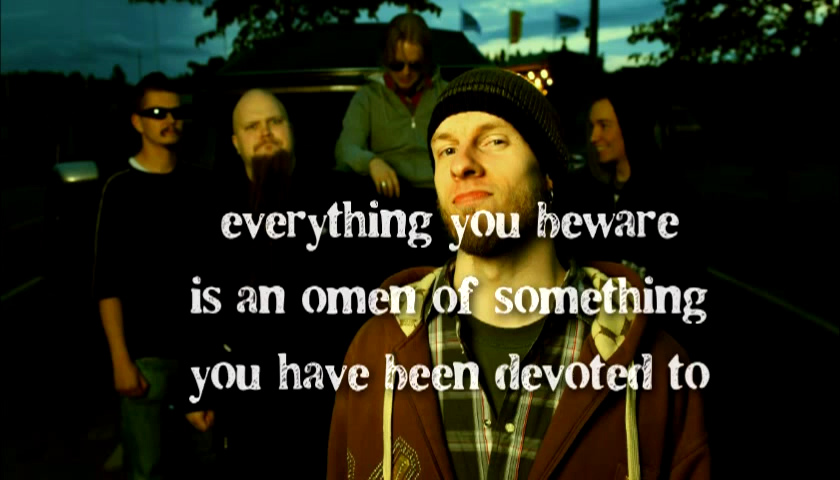 everything you beware
is an omen of something
you have been devoted to